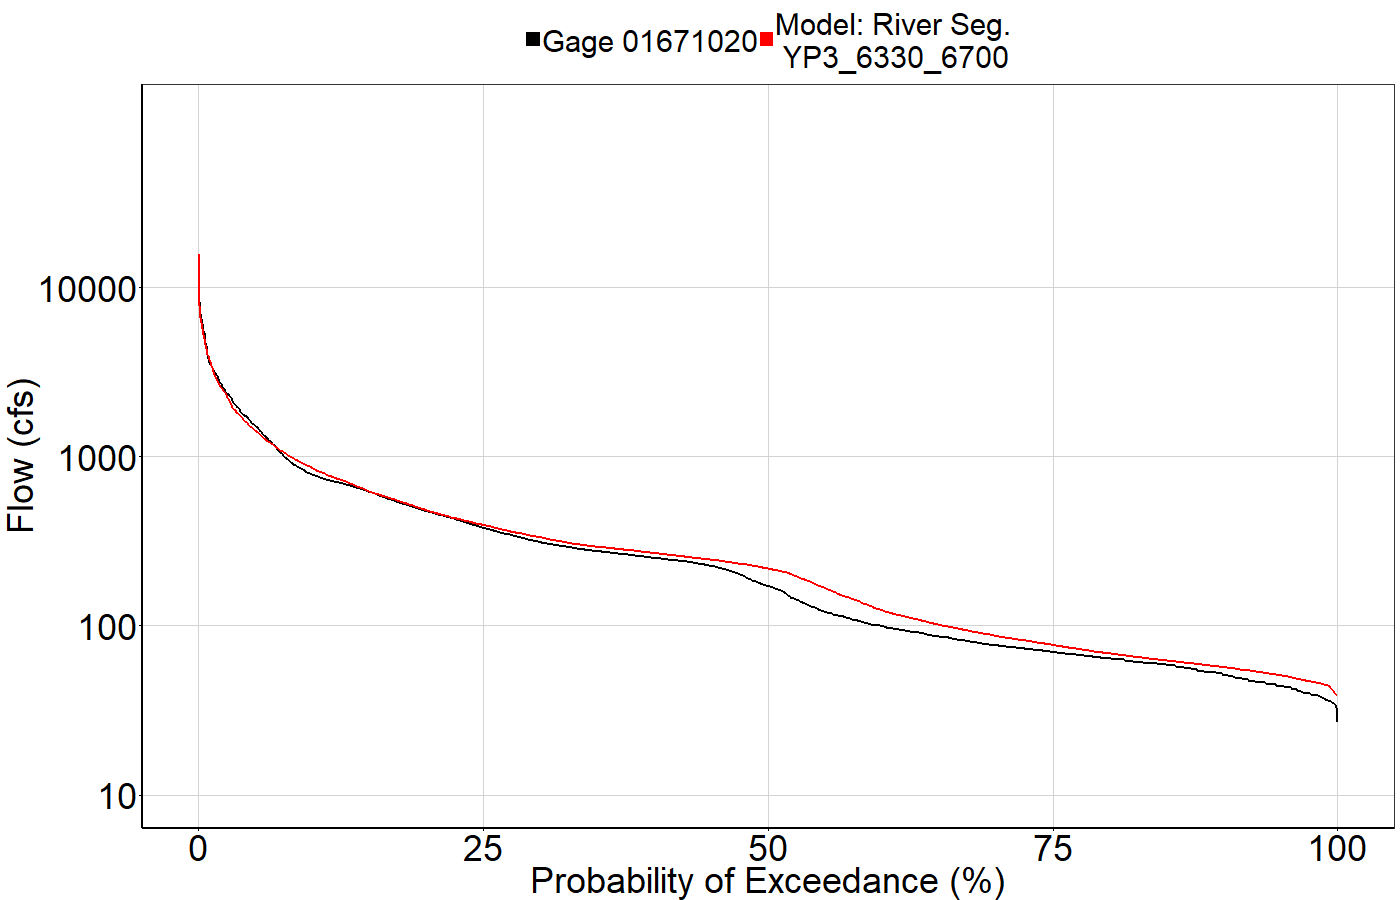 Gage 01671020
Model: River Seg.
YP3_6330_6700
Flow (cfs)
10000
1000
100
10
0 25 50 75 100
Probability of Exceedance (%)